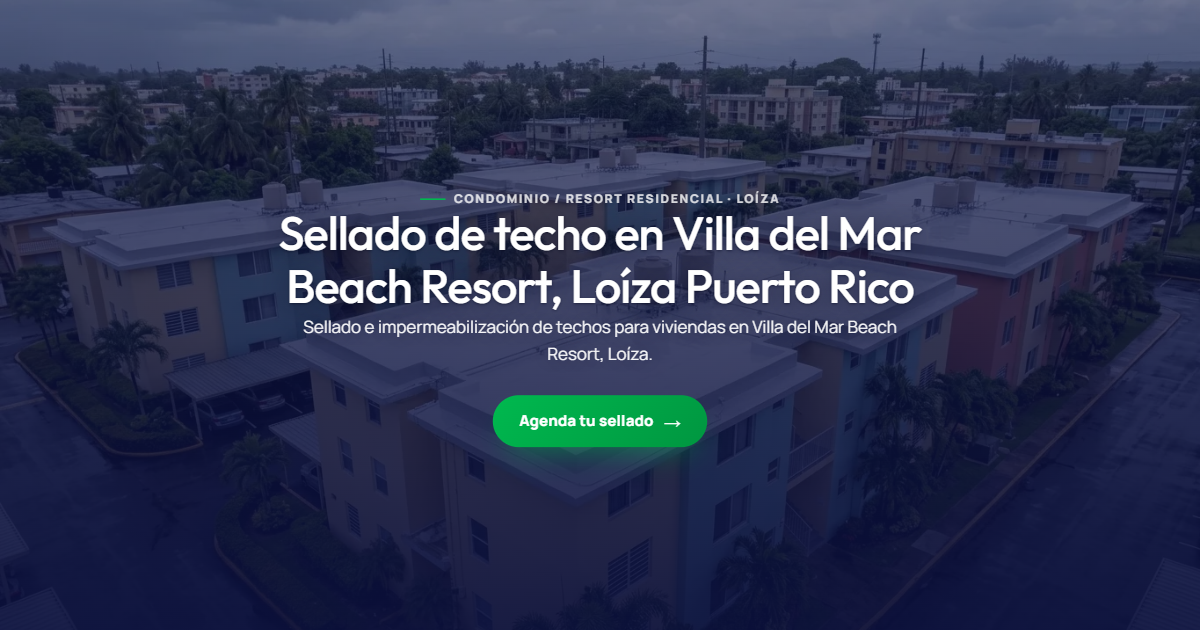 CONDOMINIO / RESORT RESIDENCIAL · LOÍZA
Sellado de techo en Villa del Mar
Beach Resort, Loíza Puerto Rico
Sellado e impermeabilización de techos para viviendas en Villa del Mar Beach
Resort, Loíza.
Agenda tu sellado →